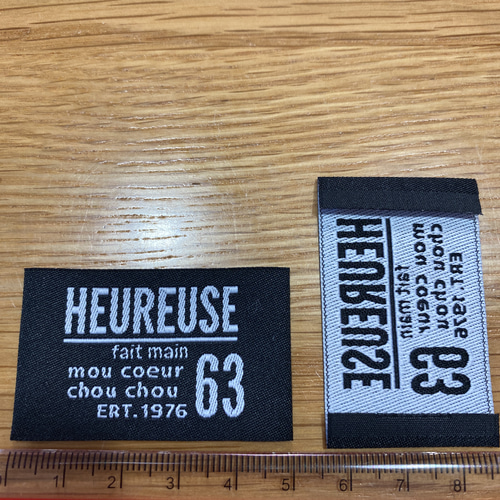 HEUREUSE
fait main
mou coeur
chou chou
ERT.1976
63
HEUREUSE
fait main
mou coeur
chou chou
ERT.1976
63
1 2 3 4 5 6 7 8